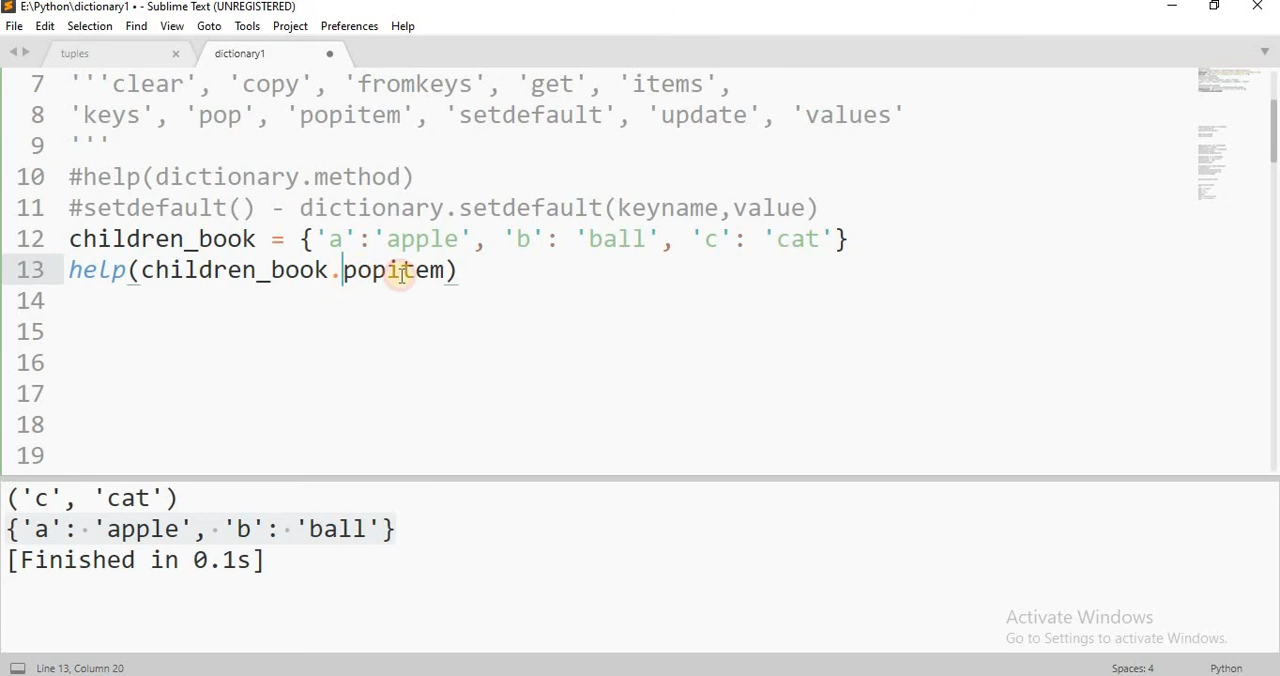 E:\Python\dictionary1 • - Sublime Text (UNREGISTERED)
File Edit Selection Find View Goto Tools Project Preferences Help
tuples dictionary1
7 '''clear', 'copy', 'fromkeys', 'get', 'items',
8 'keys', 'pop', 'popitem', 'setdefault', 'update', 'values'
9 '''
10 #help(dictionary.method)
11 #setdefault() - dictionary.setdefault(keyname,value)
12 children_book = {'a':'apple', 'b': 'ball', 'c': 'cat'}
13 help(children_book.popitem)
14
15
16
17
18
19
('c', 'cat')
{'a': 'apple', 'b': 'ball'}
[Finished in 0.1s]
Activate Windows
Go to Settings to activate Windows.
Line 13, Column 20 Spaces: 4 Python